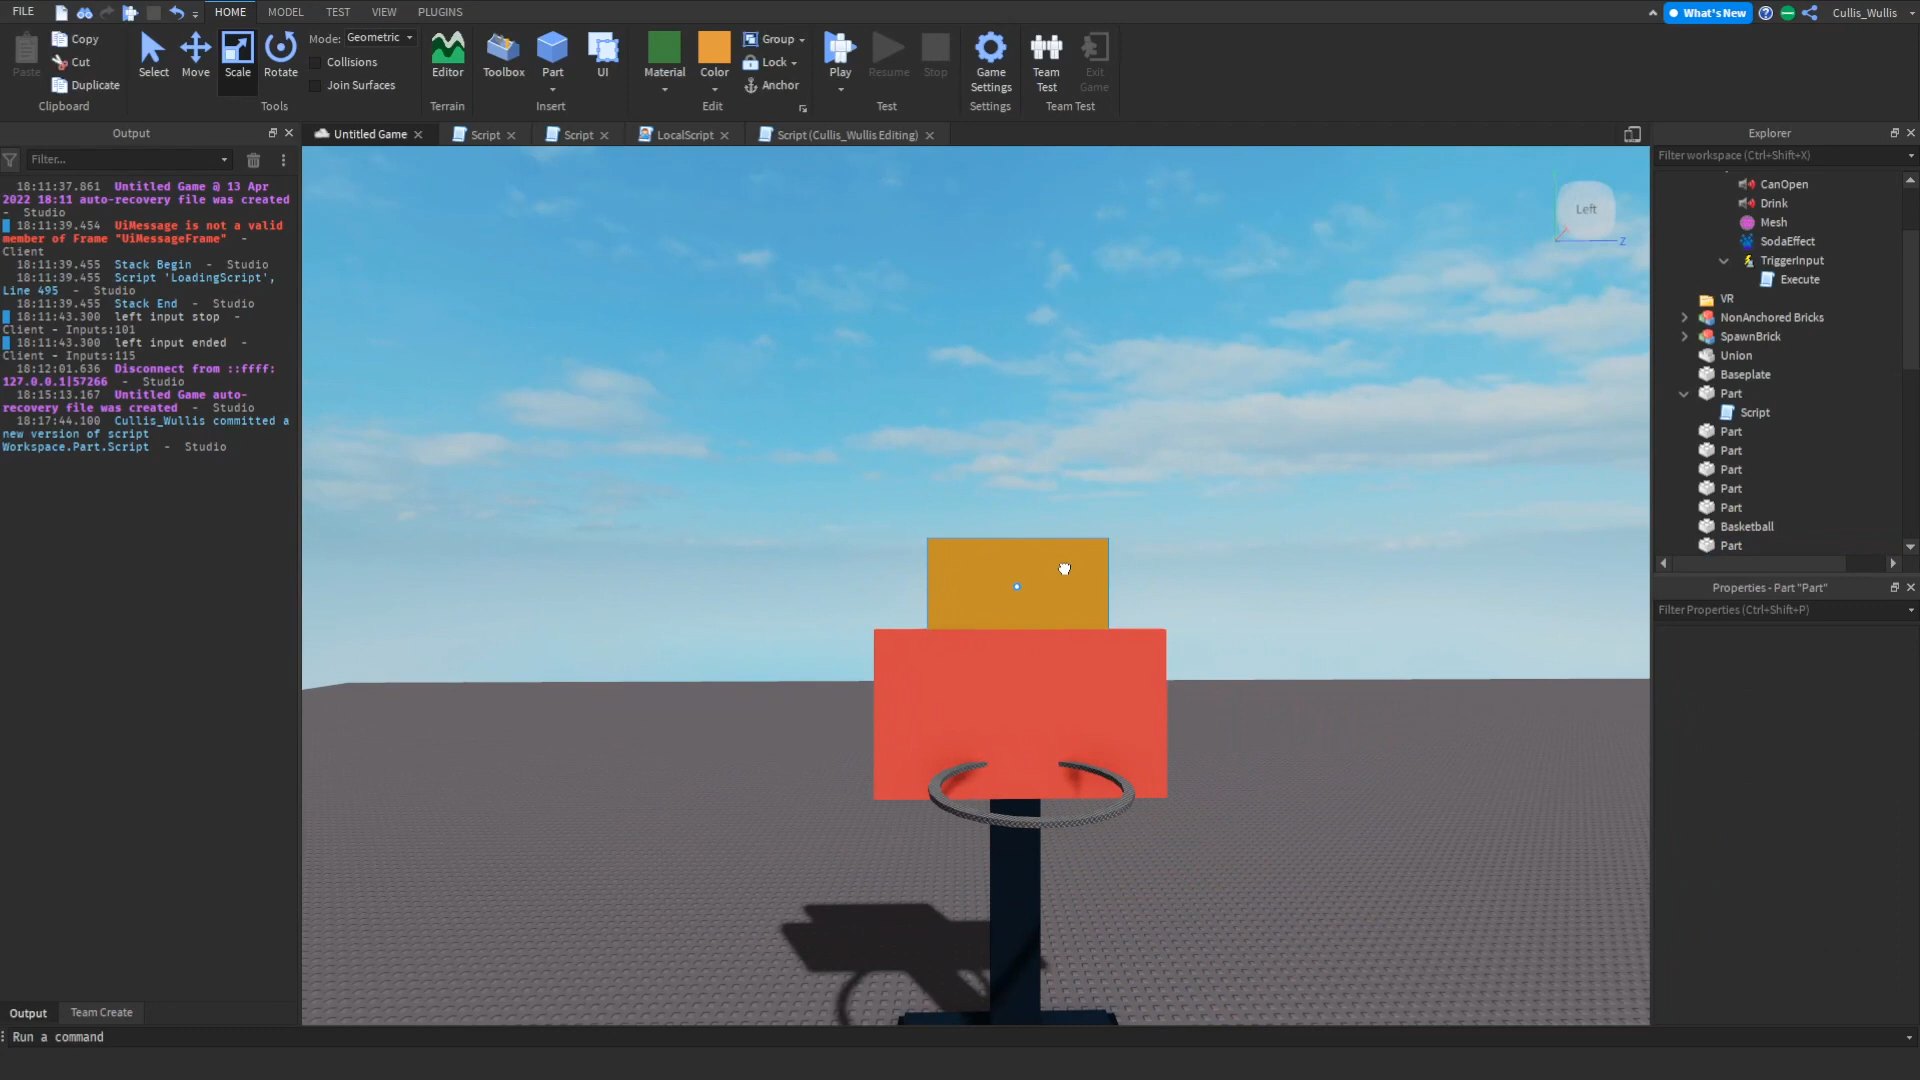 FILE HOME MODEL TEST VIEW PLUGINS What's New Cullis_Wullis
Paste Copy Cut Duplicate Clipboard
Select Move Scale Rotate Mode: Geometric Collisions Join Surfaces Tools
Editor Terrain
Toolbox Part UI Insert
Material Color Group Lock Anchor Edit
Play Resume Stop Test
Game Settings Settings
Team Test Exit Game Team Test
Output
Filter...
18:11:37.861 Untitled Game @ 13 Apr
2022 18:11 auto-recovery file was created
- Studio
18:11:39.454 UiMessage is not a valid
member of Frame "UiMessageFrame" -
Client
18:11:39.455 Stack Begin - Studio
18:11:39.455 Script 'LoadingScript',
Line 495 - Studio
18:11:39.455 Stack End - Studio
18:11:43.300 left input stop -
Client - Inputs:101
18:11:43.300 left input ended -
Client - Inputs:115
18:12:01.636 Disconnect from ::ffff:
127.0.0.1|57266 - Studio
18:15:13.167 Untitled Game auto-
recovery file was created - Studio
18:17:44.100 Cullis_Wullis committed a
new version of script
Workspace.Part.Script - Studio
Output Team Create
Run a command
Untitled Game Script Script LocalScript Script (Cullis_Wullis Editing)
Left
Z
Explorer
Filter workspace (Ctrl+Shift+X)
CanOpen
Drink
Mesh
SodaEffect
TriggerInput
Execute
VR
NonAnchored Bricks
SpawnBrick
Union
Baseplate
Part
Script
Part
Part
Part
Part
Part
Basketball
Part
Properties - Part "Part"
Filter Properties (Ctrl+Shift+P)